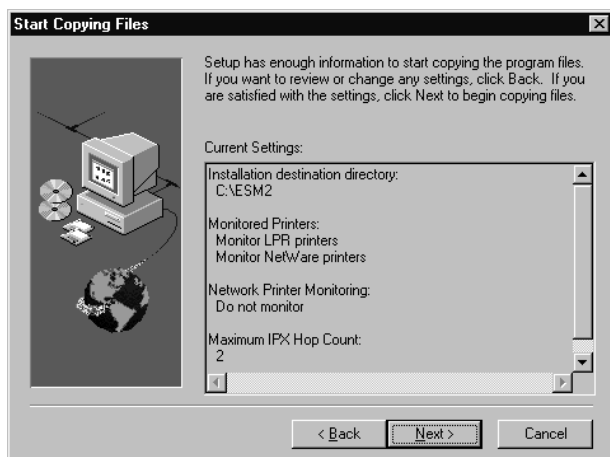 Start Copying Files
Setup has enough information to start copying the program files.
If you want to review or change any settings, click Back. If you
are satisfied with the settings, click Next to begin copying files.
Current Settings:
Installation destination directory:
C:\ESM2
Monitored Printers:
Monitor LPR printers
Monitor NetWare printers
Network Printer Monitoring:
Do not monitor
Maximum IPX Hop Count:
2
< Back
Next >
Cancel